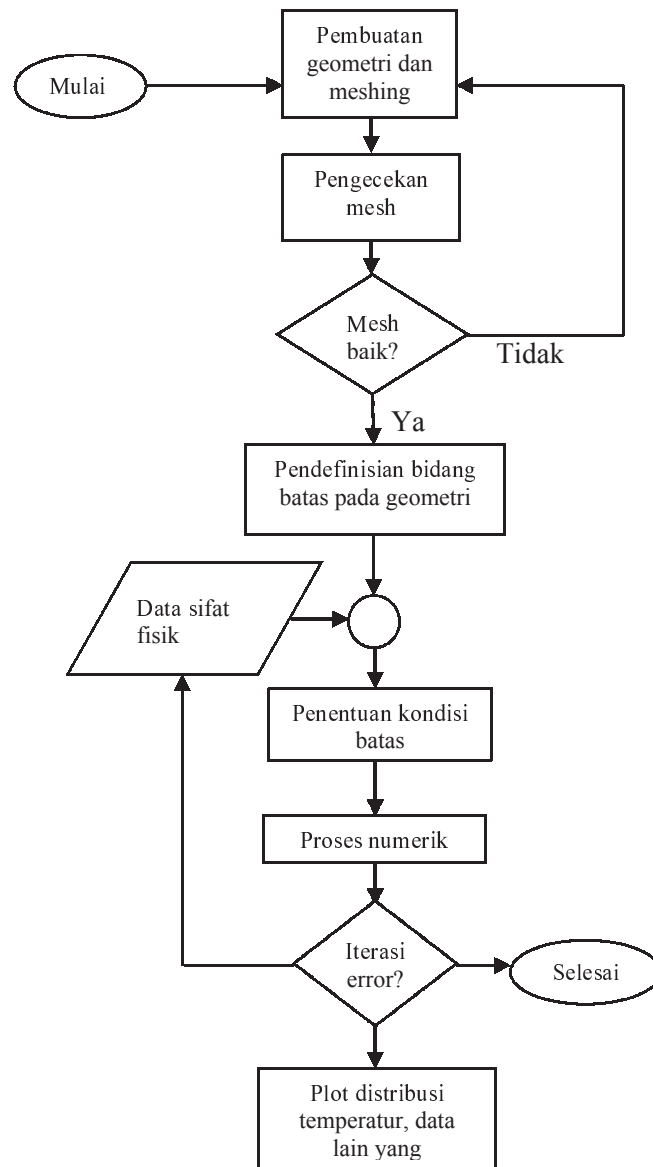 Mulai
Pembuatan
geometri dan
meshing
Pengecekan
mesh
Mesh
baik?
Tidak
Ya
Pendefinisian bidang
batas pada geometri
Data sifat
fisik
Penentuan kondisi
batas
Proses numerik
Iterasi
error?
Selesai
Plot distribusi
temperatur, data
lain yang